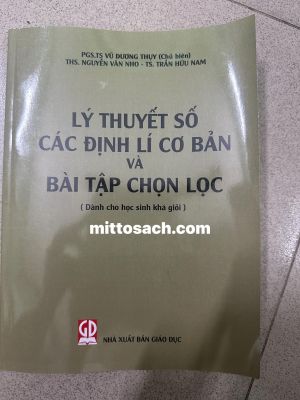 PGS.TS VŨ DƯƠNG THỤY (Chủ biên)
THS. NGUYỄN VĂN NHO - TS. TRẦN HỮU NAM
LÝ THUYẾT SỐ
CÁC ĐỊNH LÍ CƠ BẢN
VÀ
BÀI TẬP CHỌN LỌC
( Dành cho học sinh khá giỏi )
mittosach.com
GD
NHÀ XUẤT BẢN GIÁO DỤC